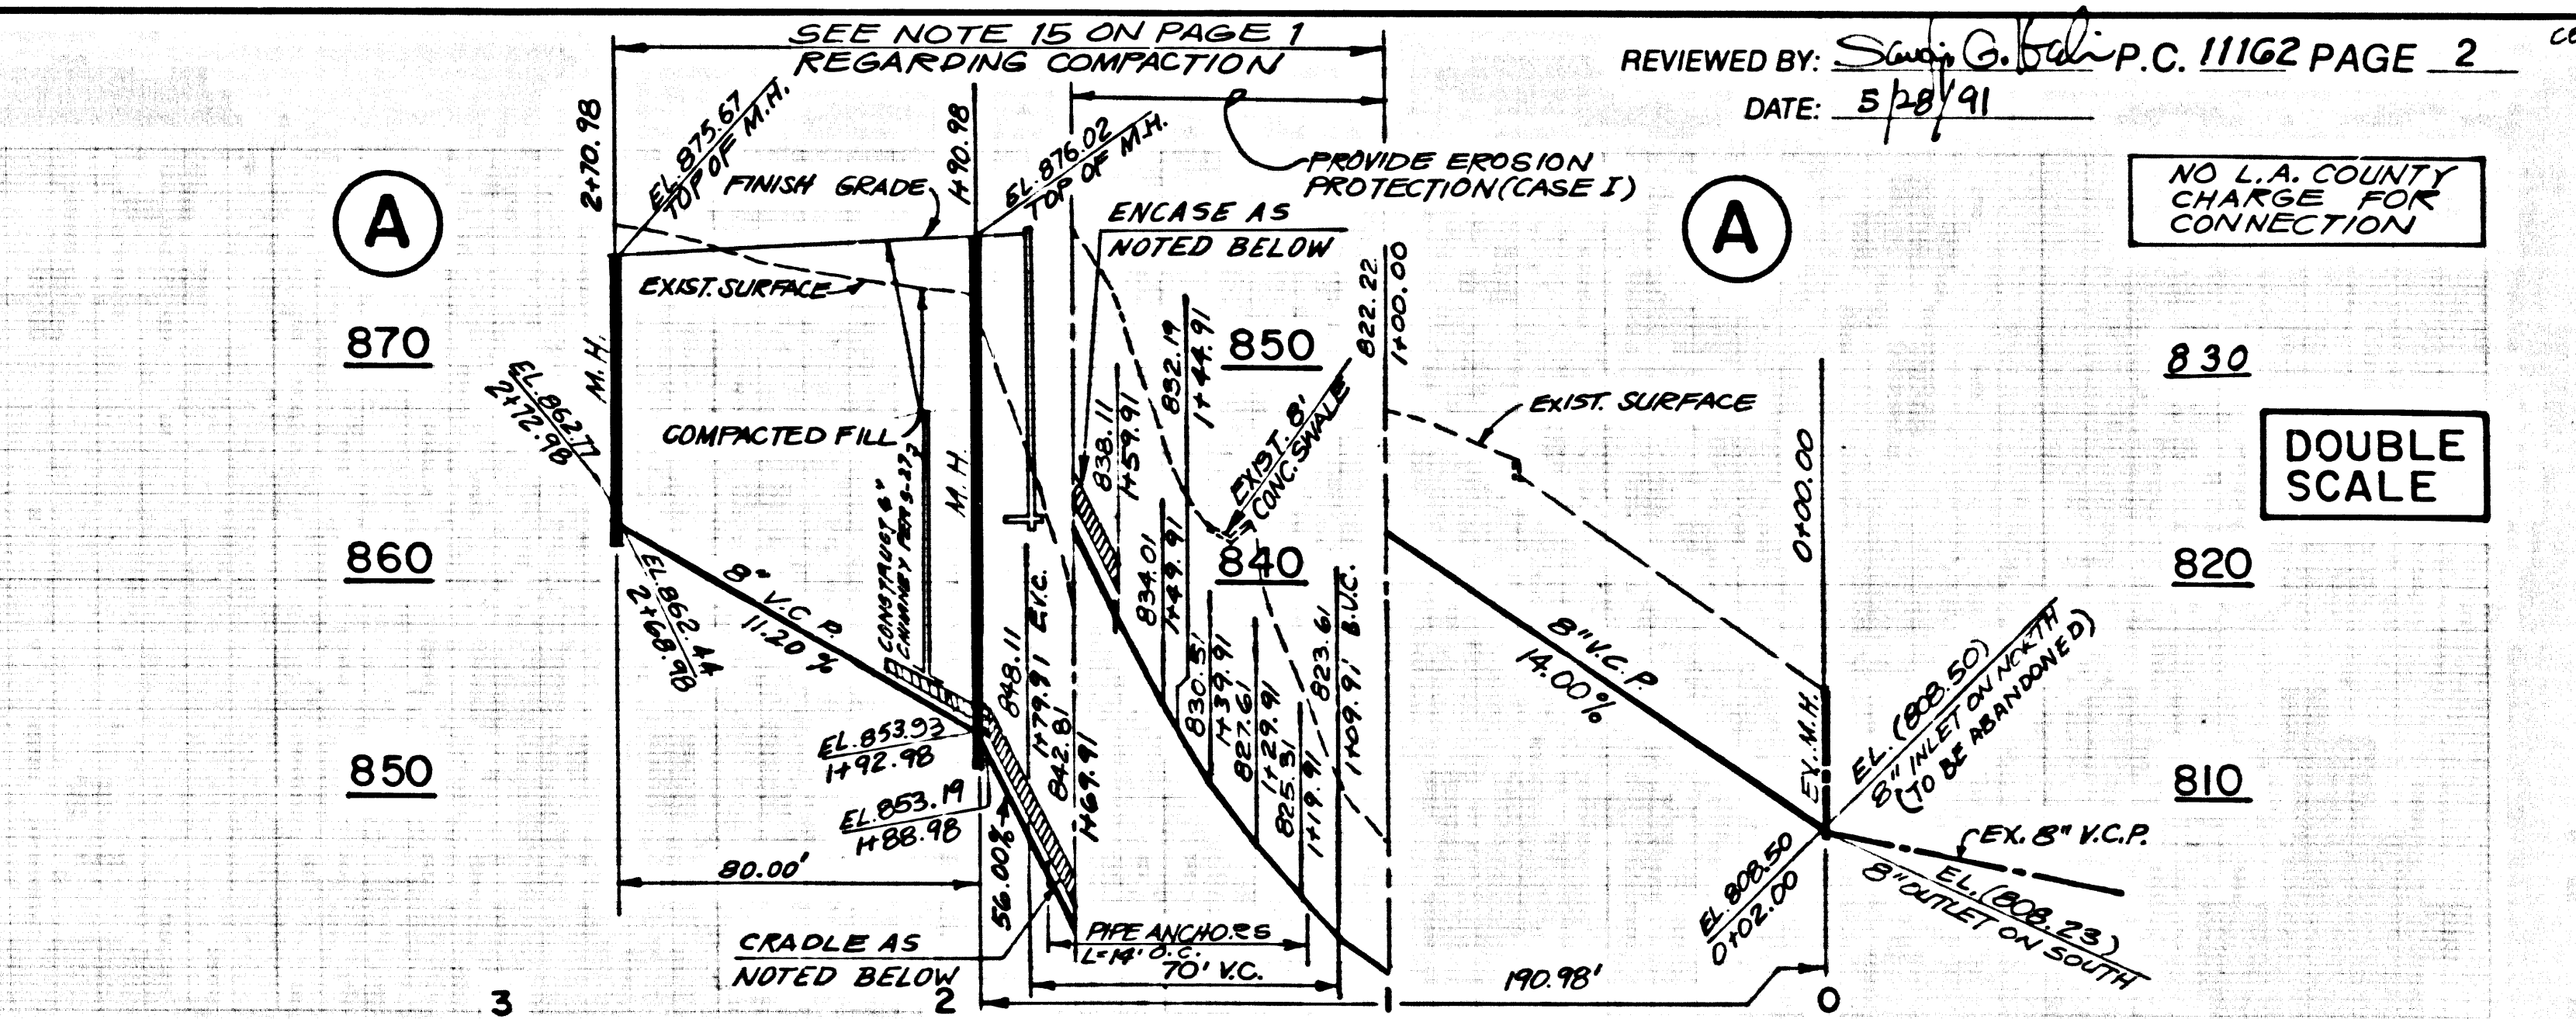 SEE NOTE 15 ON PAGE 1
REGARDING COMPACTION
REVIEWED BY:
P.C. 11162 PAGE 2
DATE: 5/28/91
2+70.98
EL. 875.67
TOP OF M.H.
FINISH GRADE
1+90.98
EL. 876.02
TOP OF M.H.
PROVIDE EROSION
PROTECTION (CASE I)
ENCASE AS
NOTED BELOW
NO L.A. COUNTY
CHARGE FOR
CONNECTION
A
A
EXIST. SURFACE
822.22
1+00.00
870
M.H.
EL. 862.77
2+72.98
COMPACTED FILL
838.11
1+59.91
832.19
1+44.91
850
EXIST. 8'
CONC. SWALE
EXIST. SURFACE
830
DOUBLE
SCALE
0+00.00
860
EL. 862.44
2+68.98
8" V.C.P.
11.20 %
CONSTRUCT 6"
CHIMNEY PER S-27
M.H.
834.01
1+49.91
840
820
848.11
1+79.91 E.V.C.
842.81
1+69.91
830.51
1+39.91
827.61
1+29.91
825.31
1+19.91
823.61
1+09.91 B.V.C.
8" V.C.P.
14.00%
EX. M.H.
EL. (808.50)
8" INLET ON NORTH
(TO BE ABANDONED)
850
EL. 853.93
1+92.98
EL. 853.19
1+88.98
810
EX. 8" V.C.P.
80.00'
56.00%
EL. 808.50
0+02.00
EL. (808.23)
8" OUTLET ON SOUTH
CRADLE AS
NOTED BELOW
PIPE ANCHORS
L=14' O.C.
70' V.C.
190.98'
3
2
1
0